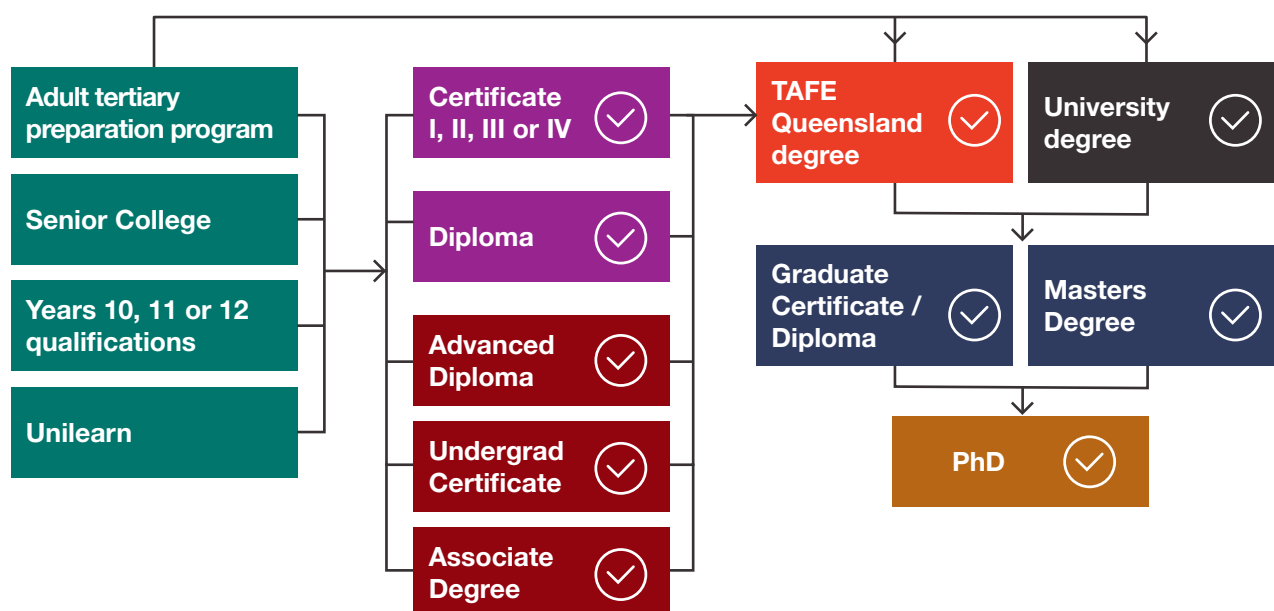 Adult tertiary
preparation program
Senior College
Years 10, 11 or 12
qualifications
Unilearn
Certificate
I, II, III or IV
Diploma
Advanced
Diploma
Undergrad
Certificate
Associate
Degree
TAFE
Queensland
degree
University
degree
Graduate
Certificate /
Diploma
Masters
Degree
PhD